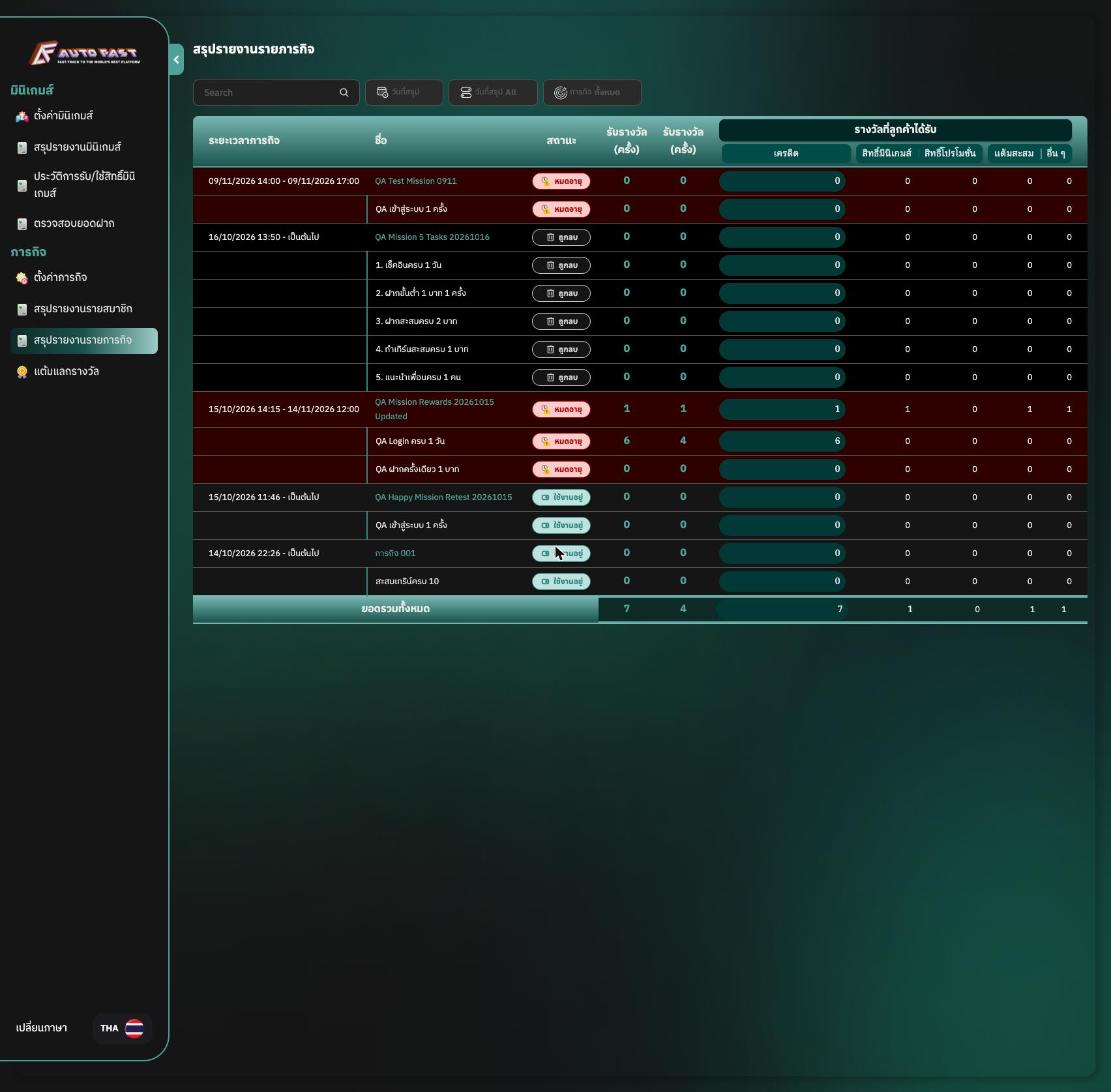 AUTO FAST
FAST TRACK TO THE WORLD'S BEST PLATFORM
มินิเกมส์
ตั้งค่ามินิเกมส์
สรุปรายงานมินิเกมส์
ประวัติการรับ/ใช้สิทธิ์มินิ
เกมส์
ตรวจสอบยอดฝาก
ภารกิจ
ตั้งค่าภารกิจ
สรุปรายงานรายสมาชิก
สรุปรายงานรายภารกิจ
แต้มแลกรางวัล
เปลี่ยนภาษา THA
สรุปรายงานรายภารกิจ
Search วันที่สรุป วันที่สรุป All ภารกิจ ทั้งหมด
ระยะเวลาภารกิจ ชื่อ สถานะ รับรางวัล (ครั้ง) รับรางวัล (ครั้ง) รางวัลที่ลูกค้าได้รับ
เครดิต สิทธิ์มินิเกมส์ สิทธิ์โปรโมชั่น แต้มสะสม อื่น ๆ
09/11/2026 14:00 - 09/11/2026 17:00 QA Test Mission 0911 หมดอายุ 0 0 0 0 0 0 0
QA เข้าสู่ระบบ 1 ครั้ง หมดอายุ 0 0 0 0 0 0 0
16/10/2026 13:50 - เป็นต้นไป QA Mission 5 Tasks 20261016 ถูกลบ 0 0 0 0 0 0 0
1. เช็คอินครบ 1 วัน ถูกลบ 0 0 0 0 0 0 0
2. ฝากขั้นต่ำ 1 บาท 1 ครั้ง ถูกลบ 0 0 0 0 0 0 0
3. ฝากสะสมครบ 2 บาท ถูกลบ 0 0 0 0 0 0 0
4. ทำเทิร์นสะสมครบ 1 บาท ถูกลบ 0 0 0 0 0 0 0
5. แนะนำเพื่อนครบ 1 คน ถูกลบ 0 0 0 0 0 0 0
15/10/2026 14:15 - 14/11/2026 12:00 QA Mission Rewards 20261015 Updated หมดอายุ 1 1 1 1 0 1 1
QA Login ครบ 1 วัน หมดอายุ 6 4 6 0 0 0 0
QA ฝากครั้งเดียว 1 บาท หมดอายุ 0 0 0 0 0 0 0
15/10/2026 11:46 - เป็นต้นไป QA Happy Mission Retest 20261015 ใช้งานอยู่ 0 0 0 0 0 0 0
QA เข้าสู่ระบบ 1 ครั้ง ใช้งานอยู่ 0 0 0 0 0 0 0
14/10/2026 22:26 - เป็นต้นไป ภารกิจ 001 0 0 0 0 0 0 0
สะสมเทริน์ครบ 10 ใช้งานอยู่ 0 0 0 0 0 0 0
ยอดรวมทั้งหมด 7 4 7 1 0 1 1